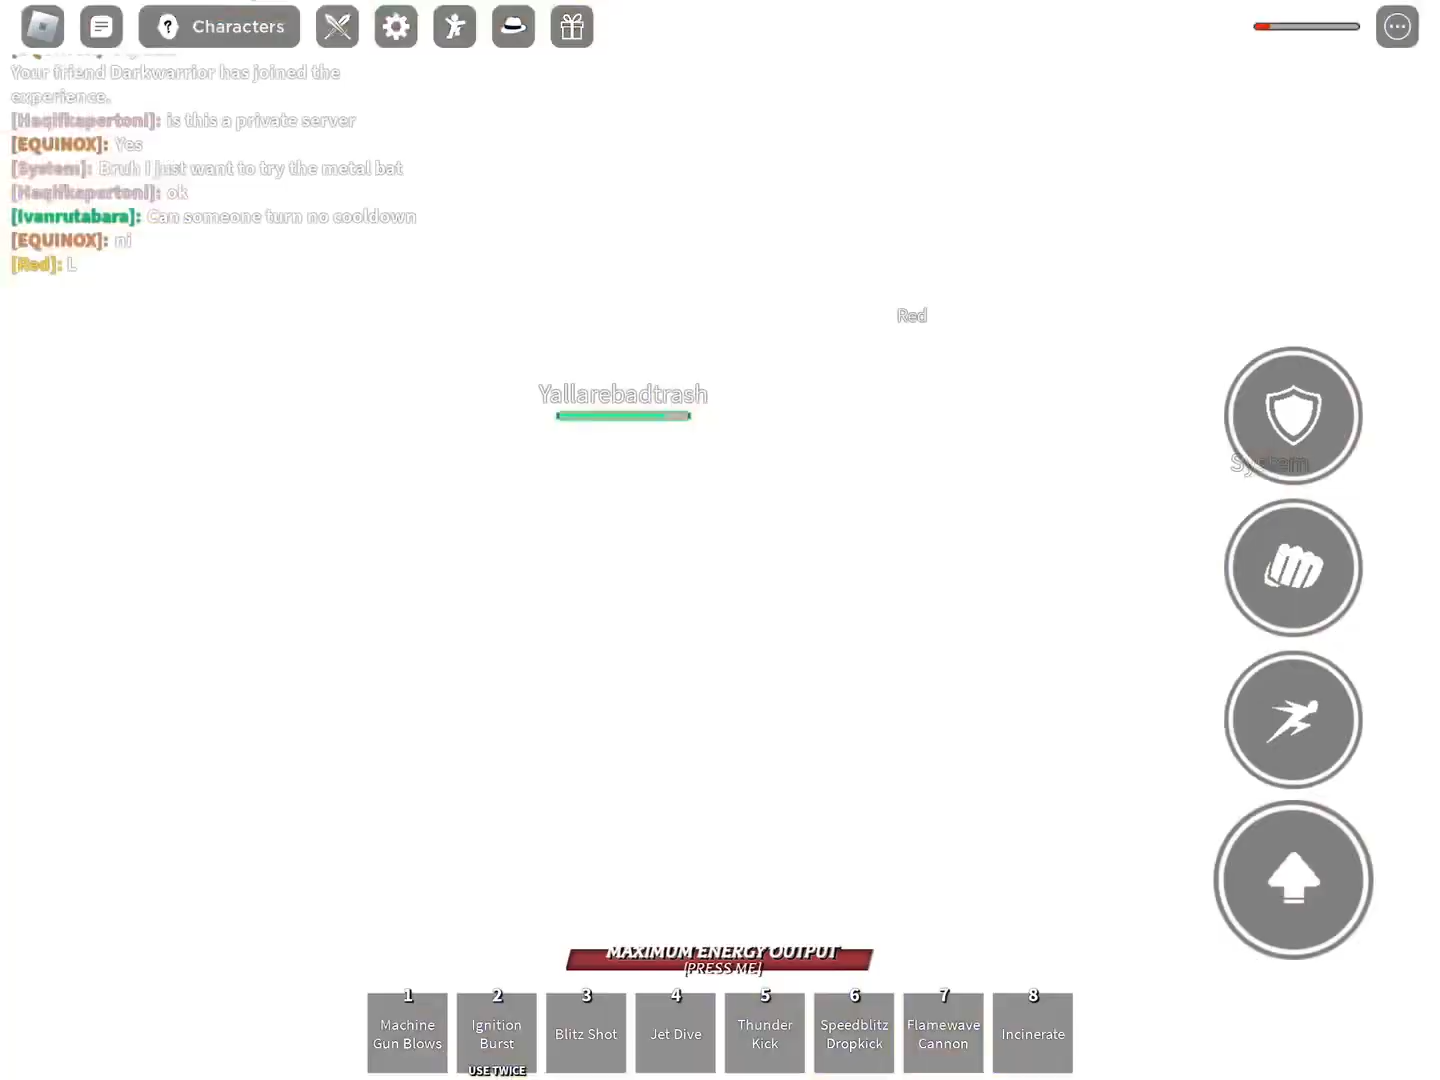 Characters
Your friend Darkwarrior has joined the
experience.
[Haqifkapertoni]: is this a private server
[EQUINOX]: Yes
[System]: Bruh I just want to try the metal bat
[Haqifkapertoni]: ok
[Ivanrutabara]: Can someone turn no cooldown
[EQUINOX]: ni
[Red]: L
Red
Yallarebadtrash
System
MAXIMUM ENERGY OUTPUT
[PRESS ME]
1
Machine
Gun Blows
2
Ignition
Burst
USE TWICE
3
Blitz Shot
4
Jet Dive
5
Thunder
Kick
6
Speedblitz
Dropkick
7
Flamewave
Cannon
8
Incinerate